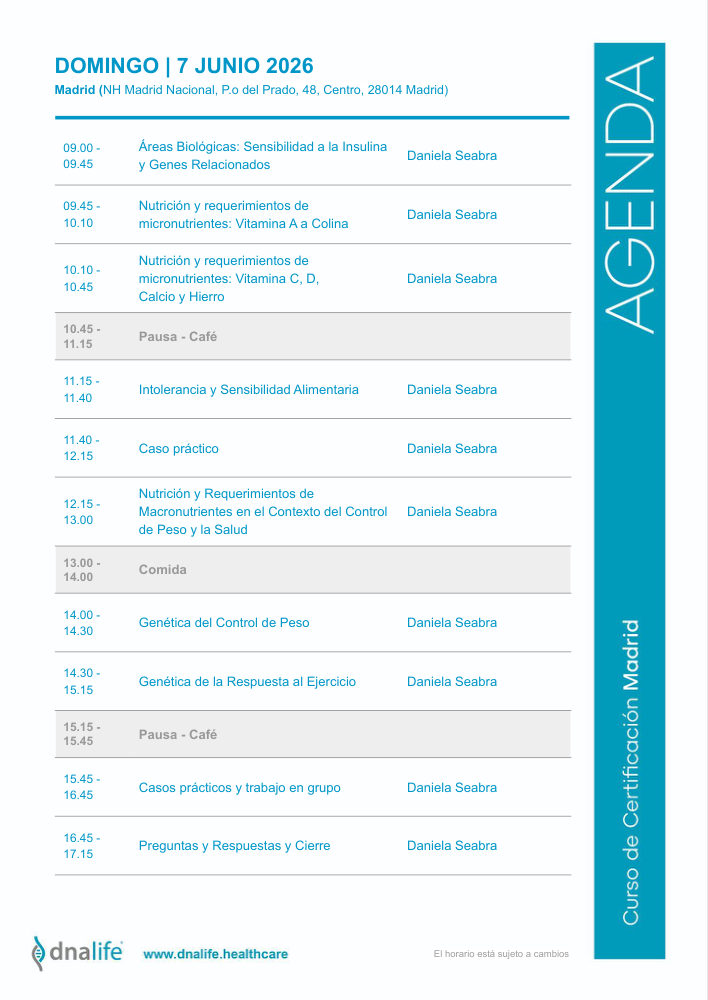 DOMINGO | 7 JUNIO 2026
Madrid (NH Madrid Nacional, P.o del Prado, 48, Centro, 28014 Madrid)
09.00 -
09.45
Áreas Biológicas: Sensibilidad a la Insulina
y Genes Relacionados
Daniela Seabra
09.45 -
10.10
Nutrición y requerimientos de
micronutrientes: Vitamina A a Colina
Daniela Seabra
10.10 -
10.45
Nutrición y requerimientos de
micronutrientes: Vitamina C, D,
Calcio y Hierro
Daniela Seabra
10.45 -
11.15
Pausa - Café
11.15 -
11.40
Intolerancia y Sensibilidad Alimentaria
Daniela Seabra
11.40 -
12.15
Caso práctico
Daniela Seabra
12.15 -
13.00
Nutrición y Requerimientos de
Macronutrientes en el Contexto del Control
de Peso y la Salud
Daniela Seabra
13.00 -
14.00
Comida
14.00 -
14.30
Genética del Control de Peso
Daniela Seabra
14.30 -
15.15
Genética de la Respuesta al Ejercicio
Daniela Seabra
15.15 -
15.45
Pausa - Café
15.45 -
16.45
Casos prácticos y trabajo en grupo
Daniela Seabra
16.45 -
17.15
Preguntas y Respuestas y Cierre
Daniela Seabra
AGENDA
Curso de Certificación Madrid
dnalife
www.dnalife.healthcare
El horario está sujeto a cambios